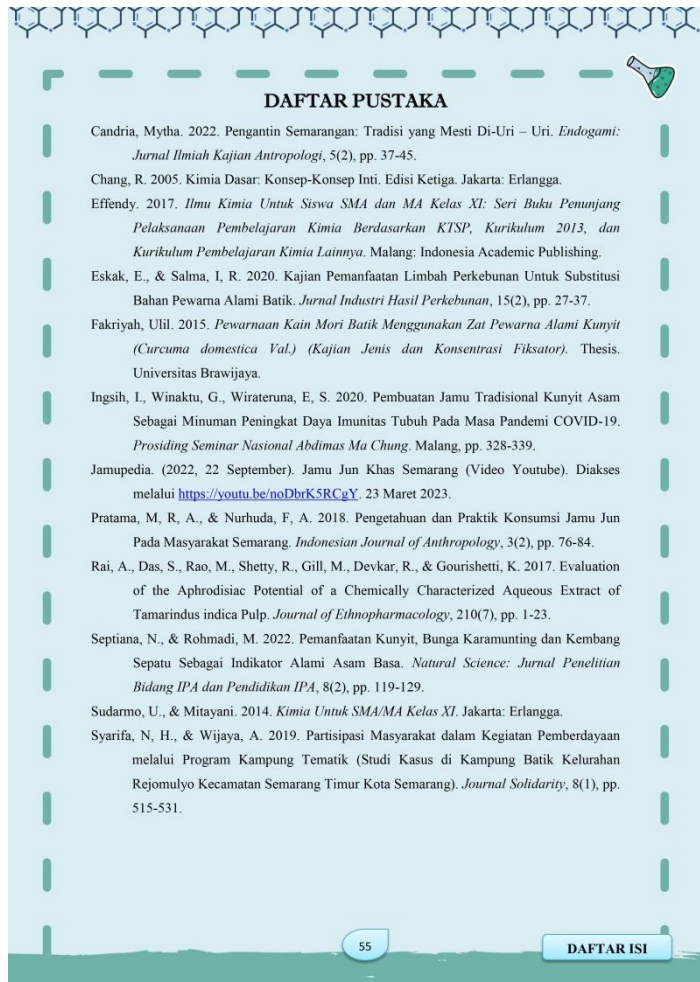 DAFTAR PUSTAKA
Candria, Mytha. 2022. Pengantin Semarangan: Tradisi yang Mesti Di-Uri – Uri. Endogami:
Jurnal Ilmiah Kajian Antropologi, 5(2), pp. 37-45.
Chang, R. 2005. Kimia Dasar: Konsep-Konsep Inti. Edisi Ketiga. Jakarta: Erlangga.
Effendy. 2017. Ilmu Kimia Untuk Siswa SMA dan MA Kelas XI: Seri Buku Penunjang
Pelaksanaan Pembelajaran Kimia Berdasarkan KTSP, Kurikulum 2013, dan
Kurikulum Pembelajaran Kimia Lainnya. Malang: Indonesia Academic Publishing.
Eskak, E., & Salma, I, R. 2020. Kajian Pemanfaatan Limbah Perkebunan Untuk Substitusi
Bahan Pewarna Alami Batik. Jurnal Industri Hasil Perkebunan, 15(2), pp. 27-37.
Fakriyah, Ulil. 2015. Pewarnaan Kain Mori Batik Menggunakan Zat Pewarna Alami Kunyit
(Curcuma domestica Val.) (Kajian Jenis dan Konsentrasi Fiksator). Thesis.
Universitas Brawijaya.
Ingsih, I., Winaktu, G., Wirateruna, E, S. 2020. Pembuatan Jamu Tradisional Kunyit Asam
Sebagai Minuman Peningkat Daya Imunitas Tubuh Pada Masa Pandemi COVID-19.
Prosiding Seminar Nasional Abdimas Ma Chung. Malang, pp. 328-339.
Jamupedia. (2022, 22 September). Jamu Jun Khas Semarang (Video Youtube). Diakses
melalui https://youtu.be/noDbrK5RCgY. 23 Maret 2023.
Pratama, M, R, A., & Nurhuda, F, A. 2018. Pengetahuan dan Praktik Konsumsi Jamu Jun
Pada Masyarakat Semarang. Indonesian Journal of Anthropology, 3(2), pp. 76-84.
Rai, A., Das, S., Rao, M., Shetty, R., Gill, M., Devkar, R., & Gourishetti, K. 2017. Evaluation
of the Aphrodisiac Potential of a Chemically Characterized Aqueous Extract of
Tamarindus indica Pulp. Journal of Ethnopharmacology, 210(7), pp. 1-23.
Septiana, N., & Rohmadi, M. 2022. Pemanfaatan Kunyit, Bunga Karamunting dan Kembang
Sepatu Sebagai Indikator Alami Asam Basa. Natural Science: Jurnal Penelitian
Bidang IPA dan Pendidikan IPA, 8(2), pp. 119-129.
Sudarmo, U., & Mitayani. 2014. Kimia Untuk SMA/MA Kelas XI. Jakarta: Erlangga.
Syarifa, N, H., & Wijaya, A. 2019. Partisipasi Masyarakat dalam Kegiatan Pemberdayaan
melalui Program Kampung Tematik (Studi Kasus di Kampung Batik Kelurahan
Rejomulyo Kecamatan Semarang Timur Kota Semarang). Journal Solidarity, 8(1), pp.
515-531.
55
DAFTAR ISI